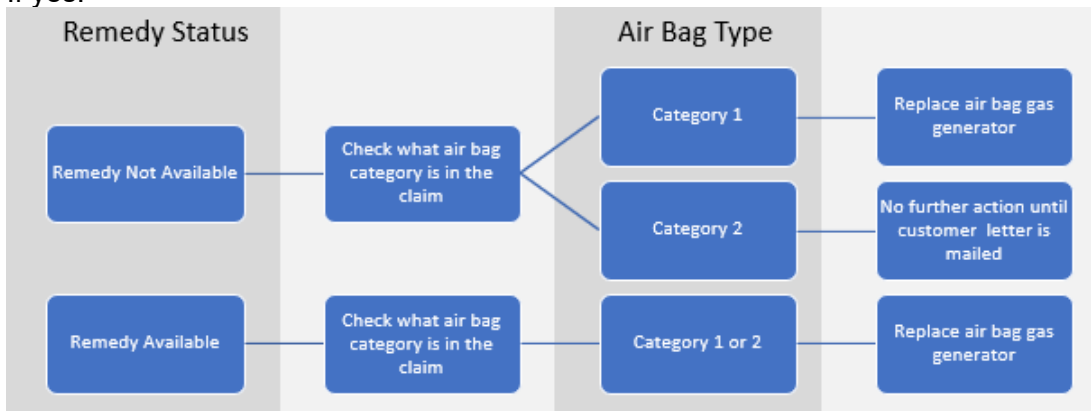 Remedy Status
Air Bag Type
Remedy Not Available
Check what air bag
category is in the
claim
Category 1
Replace air bag gas
generator
Category 2
No further action until
customer letter is
mailed
Remedy Available
Check what air bag
category is in the
claim
Category 1 or 2
Replace air bag gas
generator